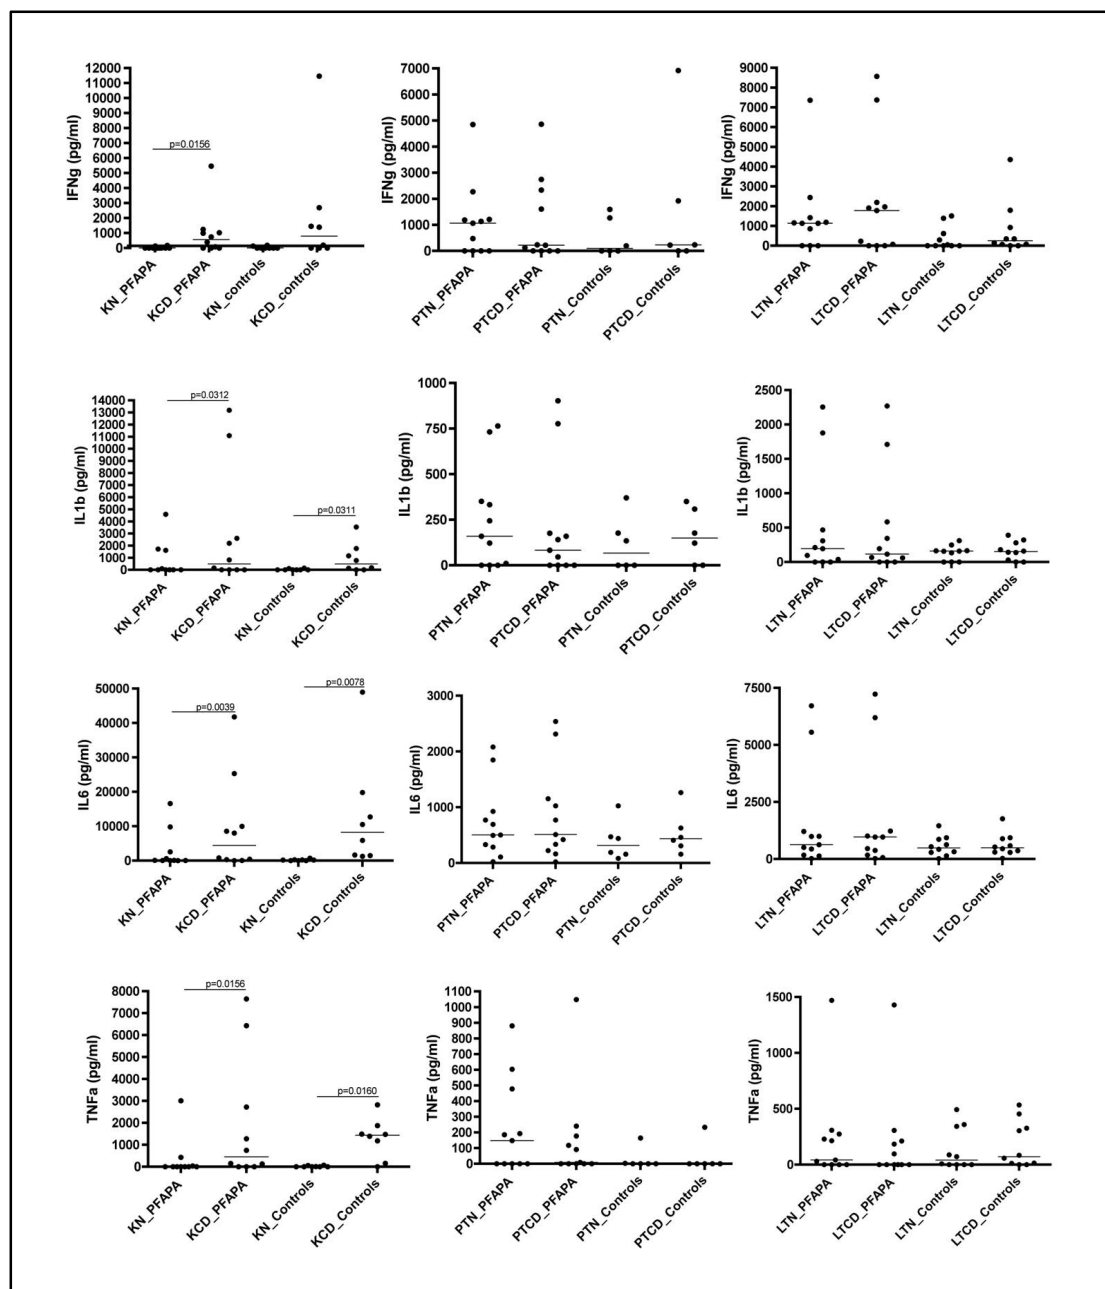 IFNg (pg/ml)
12000
11000
10000
9000
8000
7000
6000
5000
4000
3000
2000
1000
0
p=0.0156
KN_PFAPA
KCD_PFAPA
KN_controls
KCD_controls
IFNg (pg/ml)
7000
6000
5000
4000
3000
2000
1000
0
PTN_PFAPA
PTCD_PFAPA
PTN_Controls
PTCD_Controls
IFNg (pg/ml)
9000
8000
7000
6000
5000
4000
3000
2000
1000
0
LTN_PFAPA
LTCD_PFAPA
LTN_Controls
LTCD_Controls
IL1b (pg/ml)
14000
13000
12000
11000
10000
9000
8000
7000
6000
5000
4000
3000
2000
1000
0
p=0.0312
p=0.0311
KN_PFAPA
KCD_PFAPA
KN_Controls
KCD_Controls
IL1b (pg/ml)
1000
750
500
250
0
PTN_PFAPA
PTCD_PFAPA
PTN_Controls
PTCD_Controls
IL1b (pg/ml)
2500
2000
1500
1000
500
0
LTN_PFAPA
LTCD_PFAPA
LTN_Controls
LTCD_Controls
IL6 (pg/ml)
50000
40000
30000
20000
10000
0
p=0.0039
p=0.0078
KN_PFAPA
KCD_PFAPA
KN_Controls
KCD_Controls
IL6 (pg/ml)
3000
2000
1000
0
PTN_PFAPA
PTCD_PFAPA
PTN_Controls
PTCD_Controls
IL6 (pg/ml)
7500
5000
2500
0
LTN_PFAPA
LTCD_PFAPA
LTN_Controls
LTCD_Controls
TNFa (pg/ml)
8000
7000
6000
5000
4000
3000
2000
1000
0
p=0.0156
p=0.0160
KN_PFAPA
KCD_PFAPA
KN_Controls
KCD_Controls
TNFa (pg/ml)
1100
1000
900
800
700
600
500
400
300
200
100
0
PTN_PFAPA
PTCD_PFAPA
PTN_Controls
PTCD_Controls
TNFa (pg/ml)
1500
1000
500
0
LTN_PFAPA
LTCD_PFAPA
LTN_Controls
LTCD_Controls